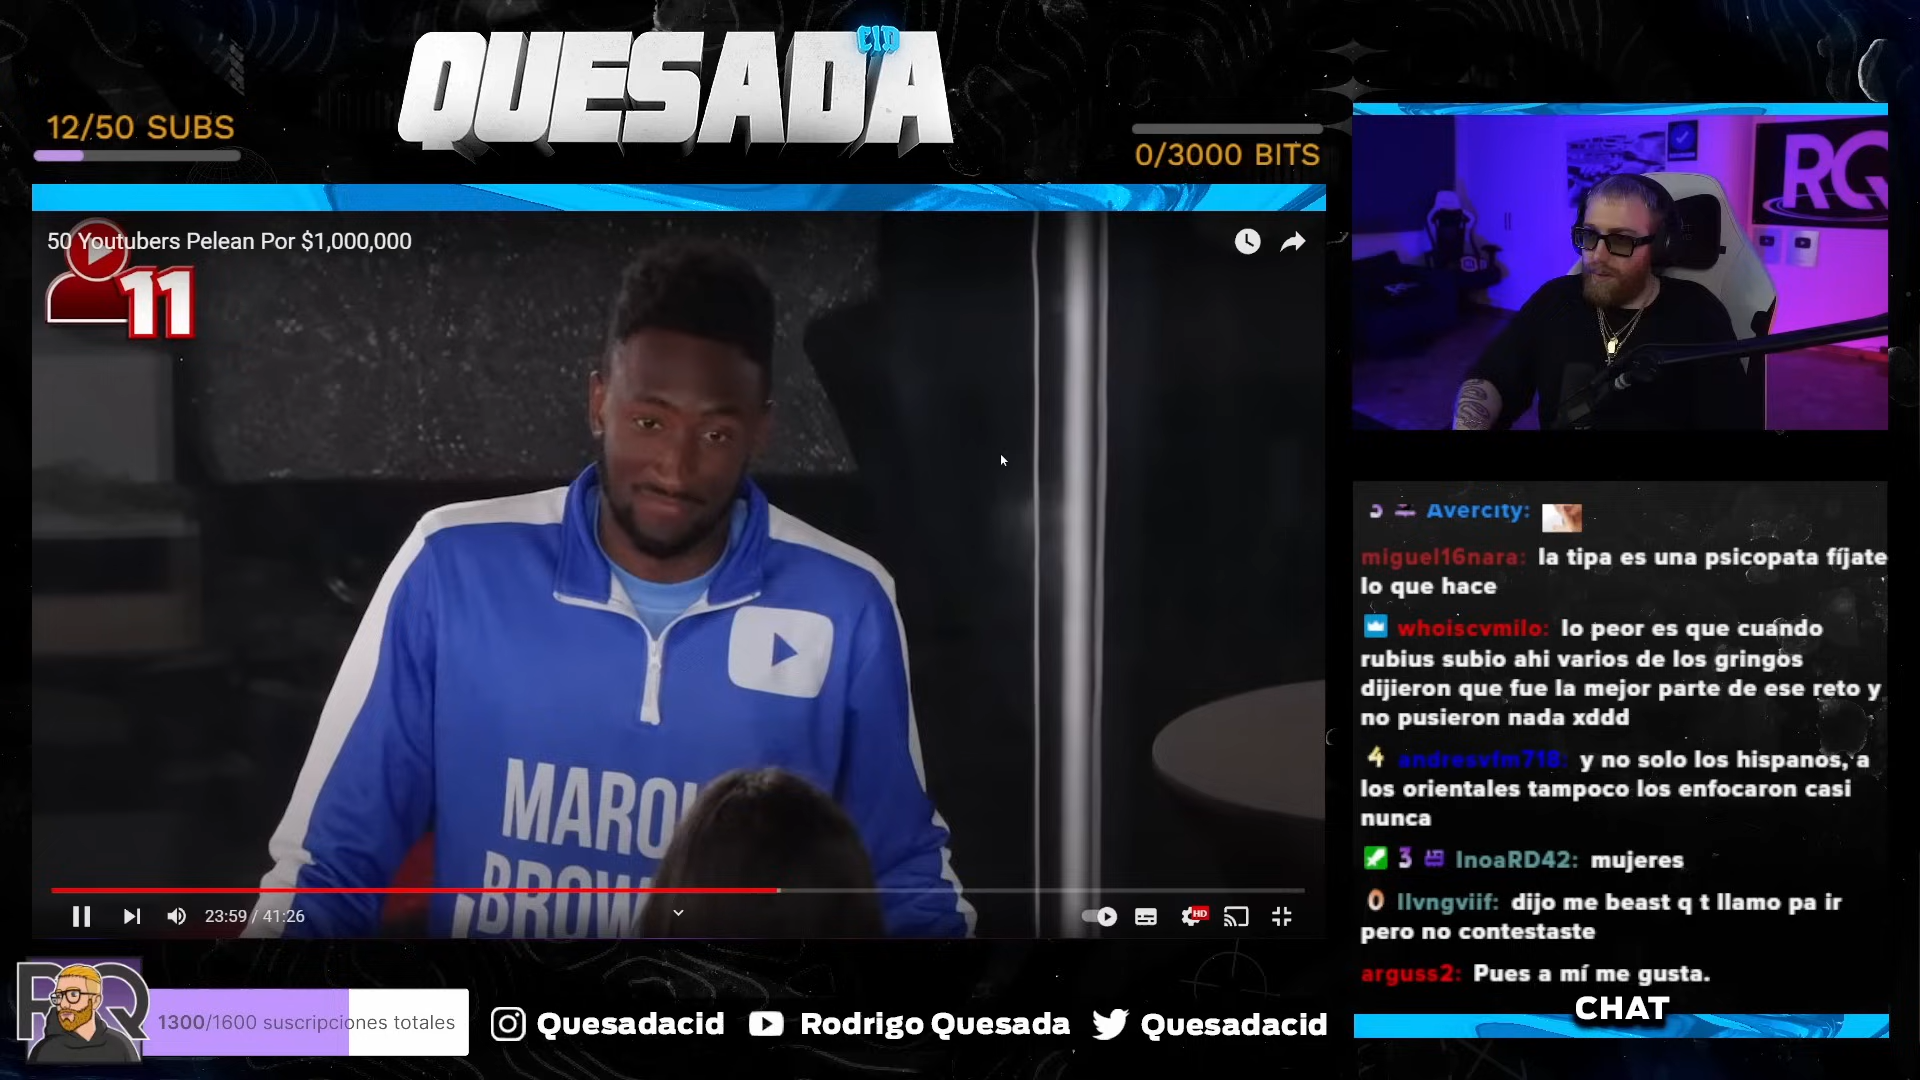 CID
QUESADA
12/50 SUBS
0/3000 BITS
50 Youtubers Pelean Por $1,000,000
11
MARQU
BROW
23:59 / 41:26
HD
RQ
Avercity:
miguel16nara: la tipa es una psicopata fíjate
lo que hace
whoiscvmilo: lo peor es que cuando
rubius subio ahi varios de los gringos
dijieron que fue la mejor parte de ese reto y
no pusieron nada xddd
4 andresvfm718: y no solo los hispanos, a
los orientales tampoco los enfocaron casi
nunca
3 InoaRD42: mujeres
0 llvngviif: dijo me beast q t llamo pa ir
pero no contestaste
arguss2: Pues a mí me gusta.
CHAT
RQ
1300/1600 suscripciones totales
Quesadacid
Rodrigo Quesada
Quesadacid